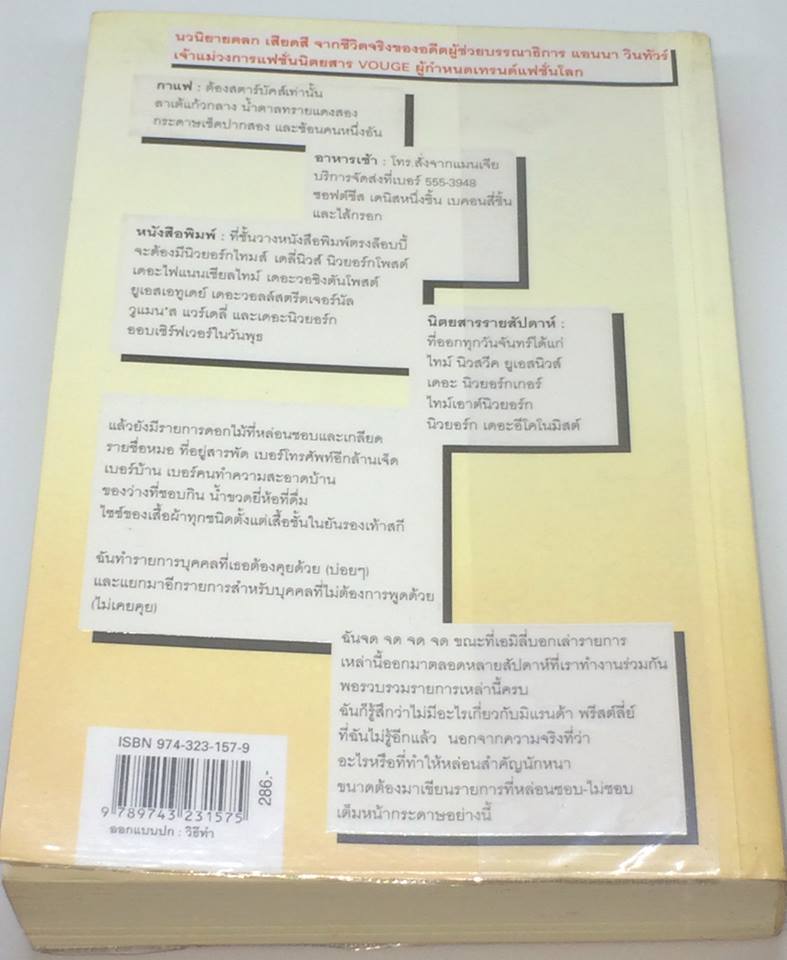 นวนิยายตลก เสียดสี จากชีวิตจริงของอดีตผู้ช่วยบรรณาธิการ แอนนา วินทัวร์
เจ้าแม่วงการแฟชั่นนิตยสาร VOUGE ผู้กำหนดเทรนด์แฟชั่นโลก
กาแฟ : ต้องสตาร์บัคส์เท่านั้น
ลาเต้แก้วกลาง น้ำตาลทรายแดงสอง
กระดาษเช็ดปากสอง และช้อนคนหนึ่งอัน
อาหารเช้า : โทร.สั่งจากแมนเจีย
บริการจัดส่งที่เบอร์ 555-3948
ซอฟต์ชีส เดนิสหนึ่งชิ้น เบคอนสี่ชิ้น
และไส้กรอก
หนังสือพิมพ์ : ที่ชั้นวางหนังสือพิมพ์ตรงล็อบบี้
จะต้องมีนิวยอร์กไทมส์ เดลี่นิวส์ นิวยอร์กโพสต์
เดอะไฟแนนเชียลไทม์ เดอะวอชิงตันโพสต์
ยูเอสเอทูเดย์ เดอะวอลล์สตรีตเจอร์นัล
วูแมน'ส แวร์เดลี่ และเดอะนิวยอร์ก
ออบเซิร์ฟเวอร์ในวันพุธ
นิตยสารรายสัปดาห์ :
ที่ออกทุกวันจันทร์ได้แก่
ไทม์ นิวสวีค ยูเอสนิวส์
เดอะ นิวยอร์กเกอร์
ไทม์เอาต์นิวยอร์ก
นิวยอร์ก เดอะอีโคโนมิสต์
แล้วยังมีรายการดอกไม้ที่หล่อนชอบและเกลียด
รายชื่อหมอ ที่อยู่สารพัด เบอร์โทรศัพท์อีกล้านเจ็ด
เบอร์บ้าน เบอร์คนทำความสะอาดบ้าน
ของว่างที่ชอบกิน น้ำขวดยี่ห้อที่ดื่ม
ไซซ์ของเสื้อผ้าทุกชนิดตั้งแต่เสื้อชั้นในยันรองเท้าสกี
ฉันทำรายการบุคคลที่เธอต้องคุยด้วย (บ่อยๆ)
และแยกมาอีกรายการสำหรับบุคคลที่ไม่ต้องการพูดด้วย
(ไม่เคยคุย)
ฉันจด จด จด จด ขณะที่เอมิลี่บอกเล่ารายการ
เหล่านี้ออกมาตลอดหลายสัปดาห์ที่เราทำงานร่วมกัน
พอรวบรวมรายการเหล่านี้ครบ
ฉันก็รู้สึกว่าไม่มีอะไรเกี่ยวกับมิแรนด้า พรีสต์ลี่ย์
ที่ฉันไม่รู้อีกแล้ว นอกจากความจริงที่ว่า
อะไรหรือที่ทำให้หล่อนสำคัญนักหนา
ขนาดต้องมาเขียนรายการที่หล่อนชอบ-ไม่ชอบ
เต็มหน้ากระดาษอย่างนี้
ISBN 974-323-157-9
286.-
9 789743 231575
ออกแบบปก : วิธีทำ